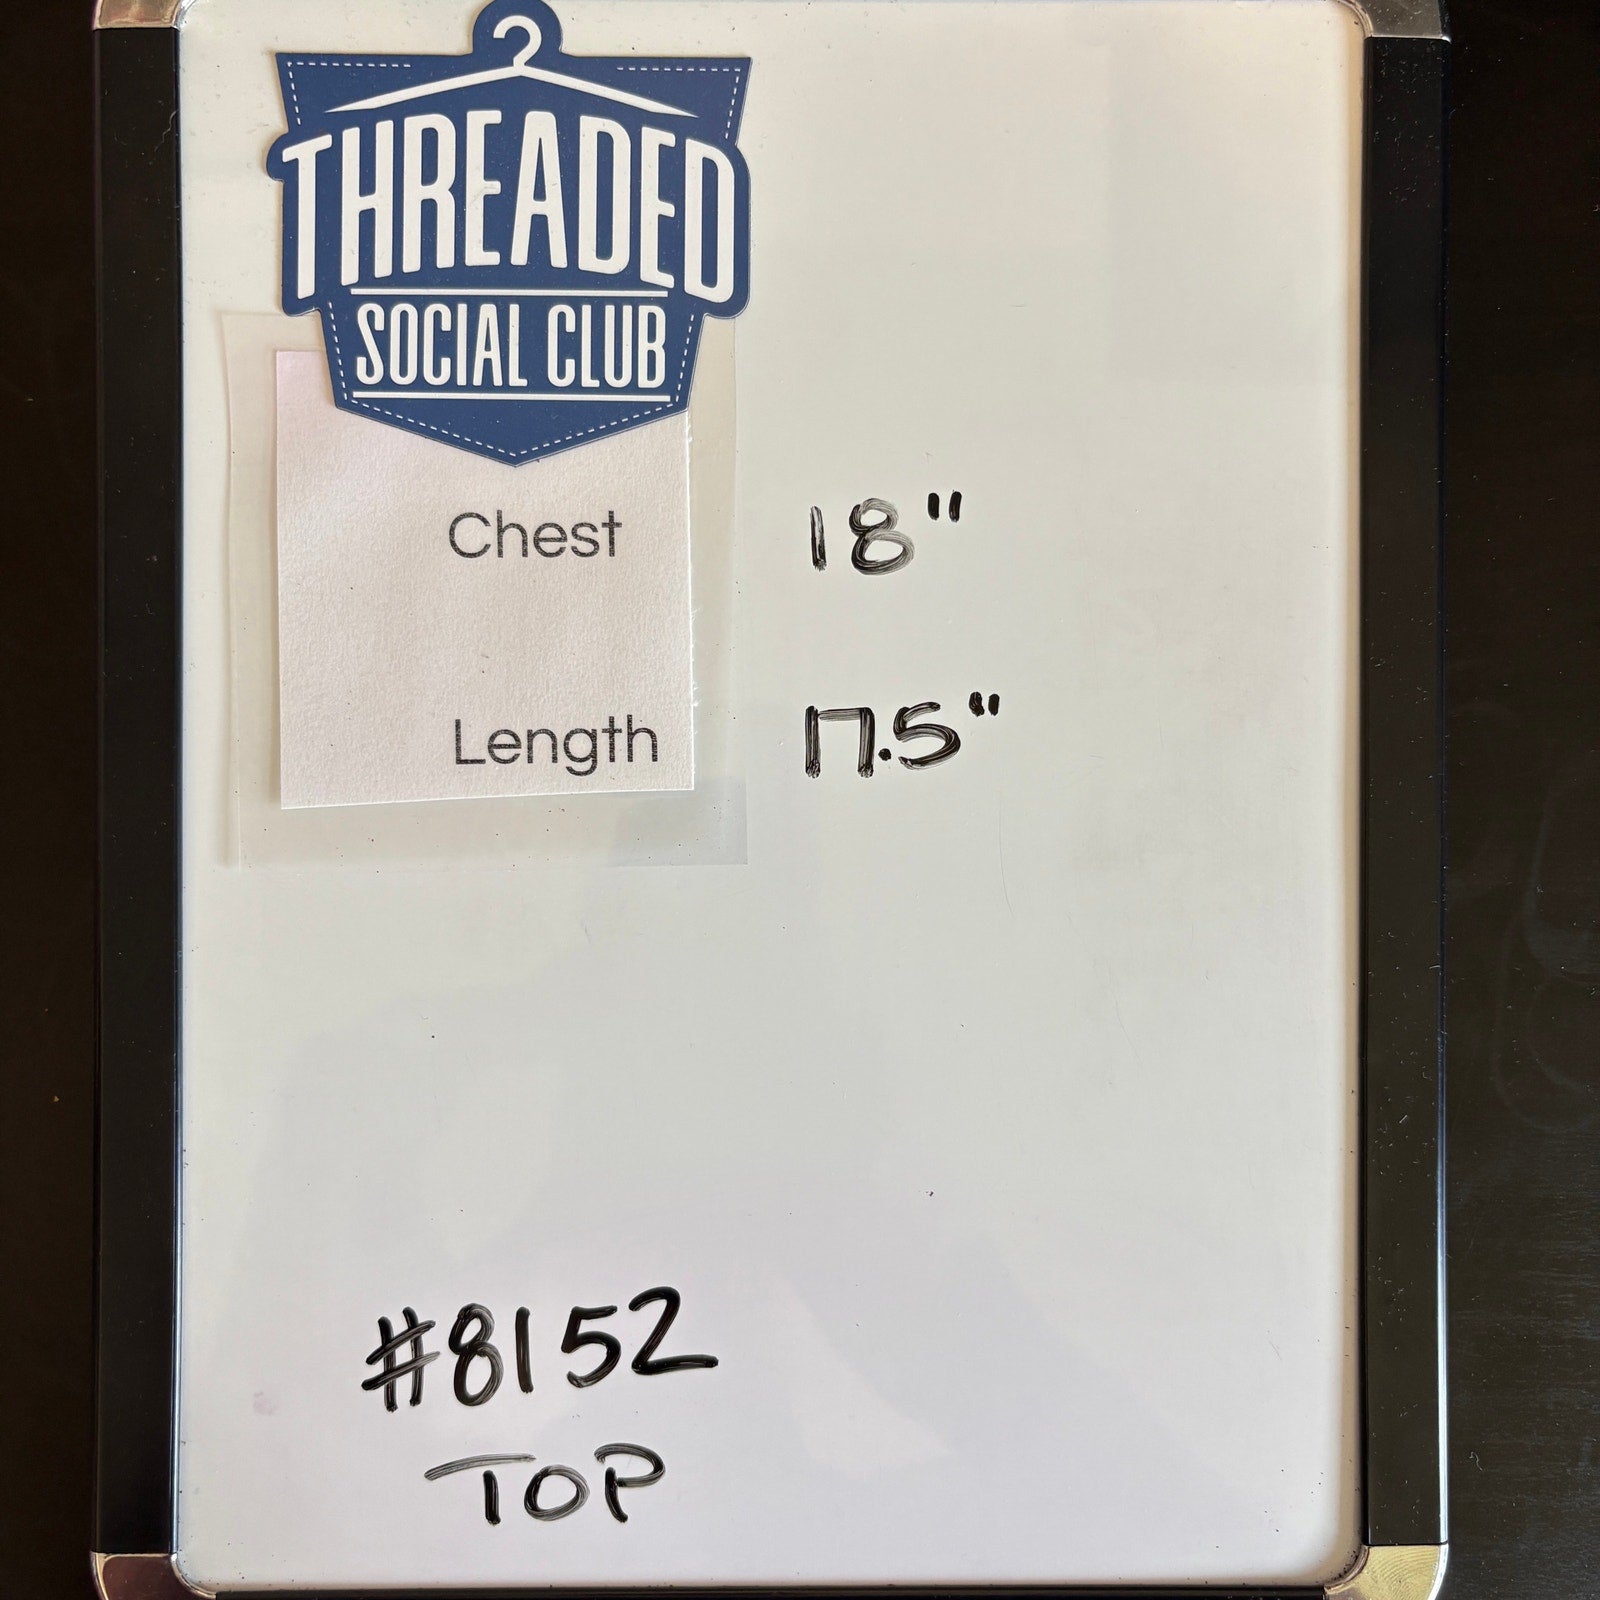 THREADED
SOCIAL CLUB
Chest 18"
Length 17.5"
#8152
TOP